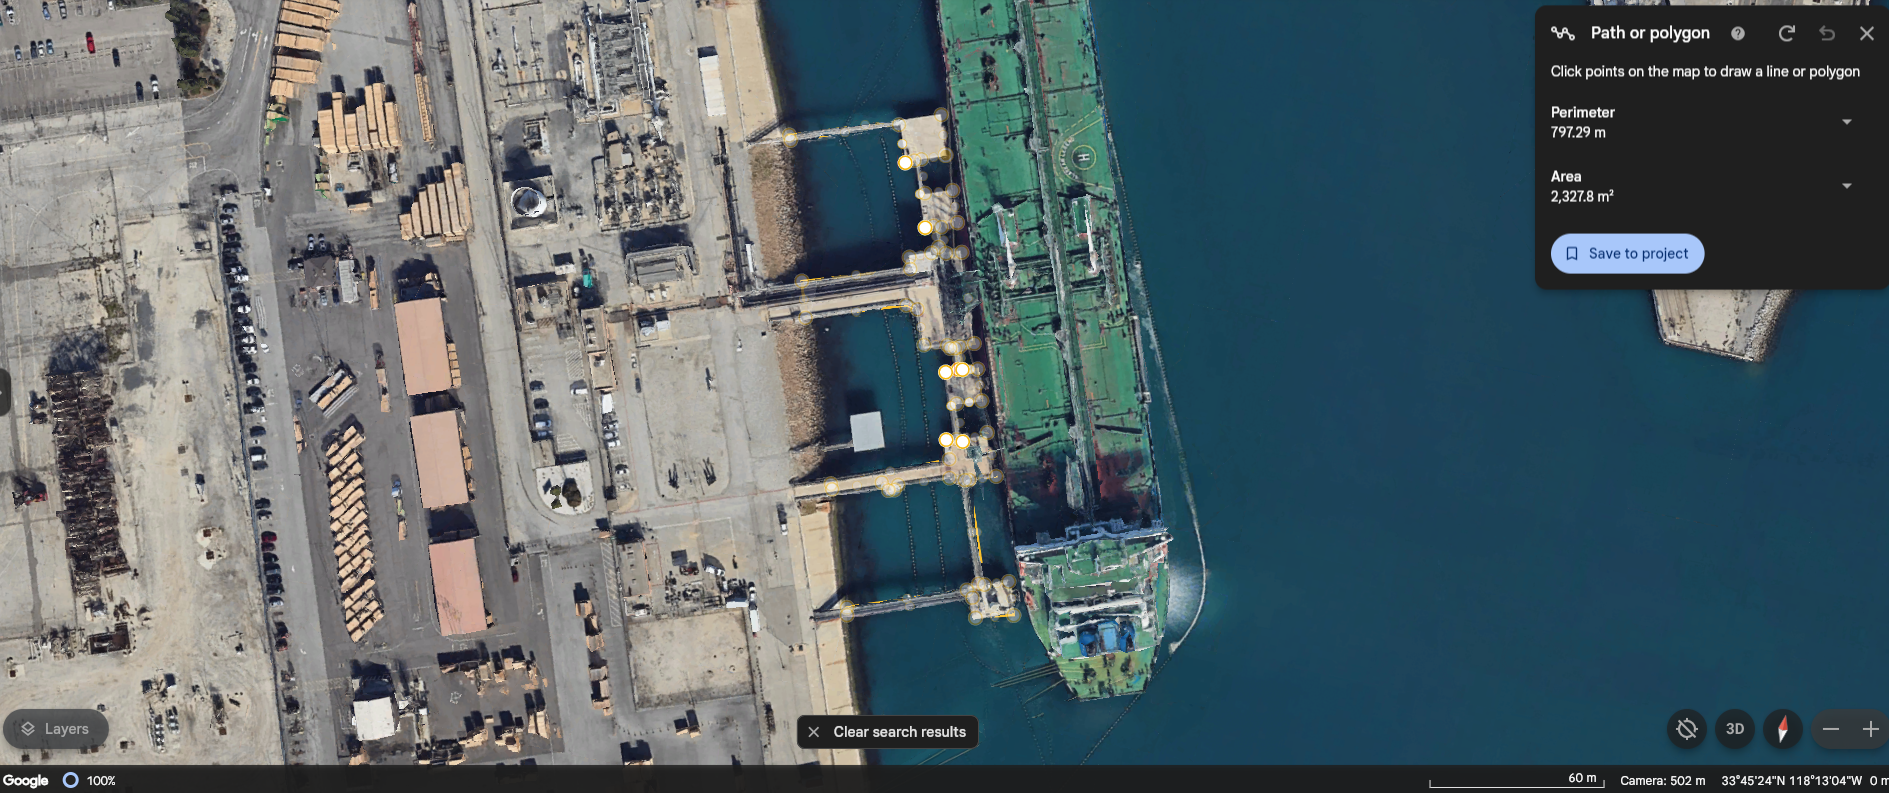 Path or polygon
Click points on the map to draw a line or polygon
Perimeter
797.29 m
Area
2,327.8 m²
Save to project
H
Layers
Clear search results
3D
Google
100%
60 m
Camera: 502 m
33°45'24"N 118°13'04"W
0 m